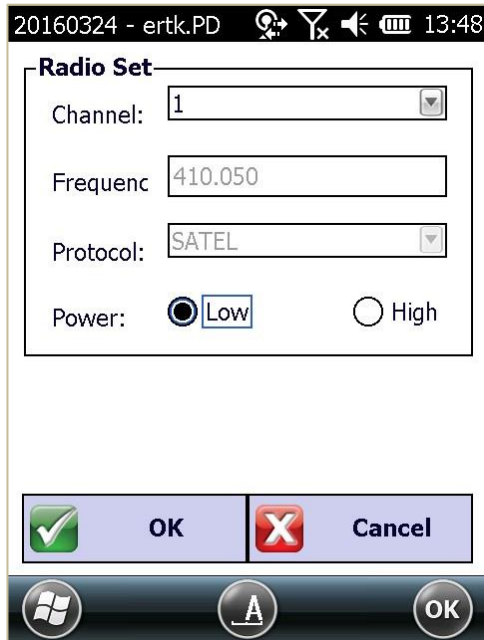 20160324 - ertk.PD 13:48
Radio Set
Channel: 1
Frequenc 410.050
Protocol: SATEL
Power: Low High
OK Cancel
A OK